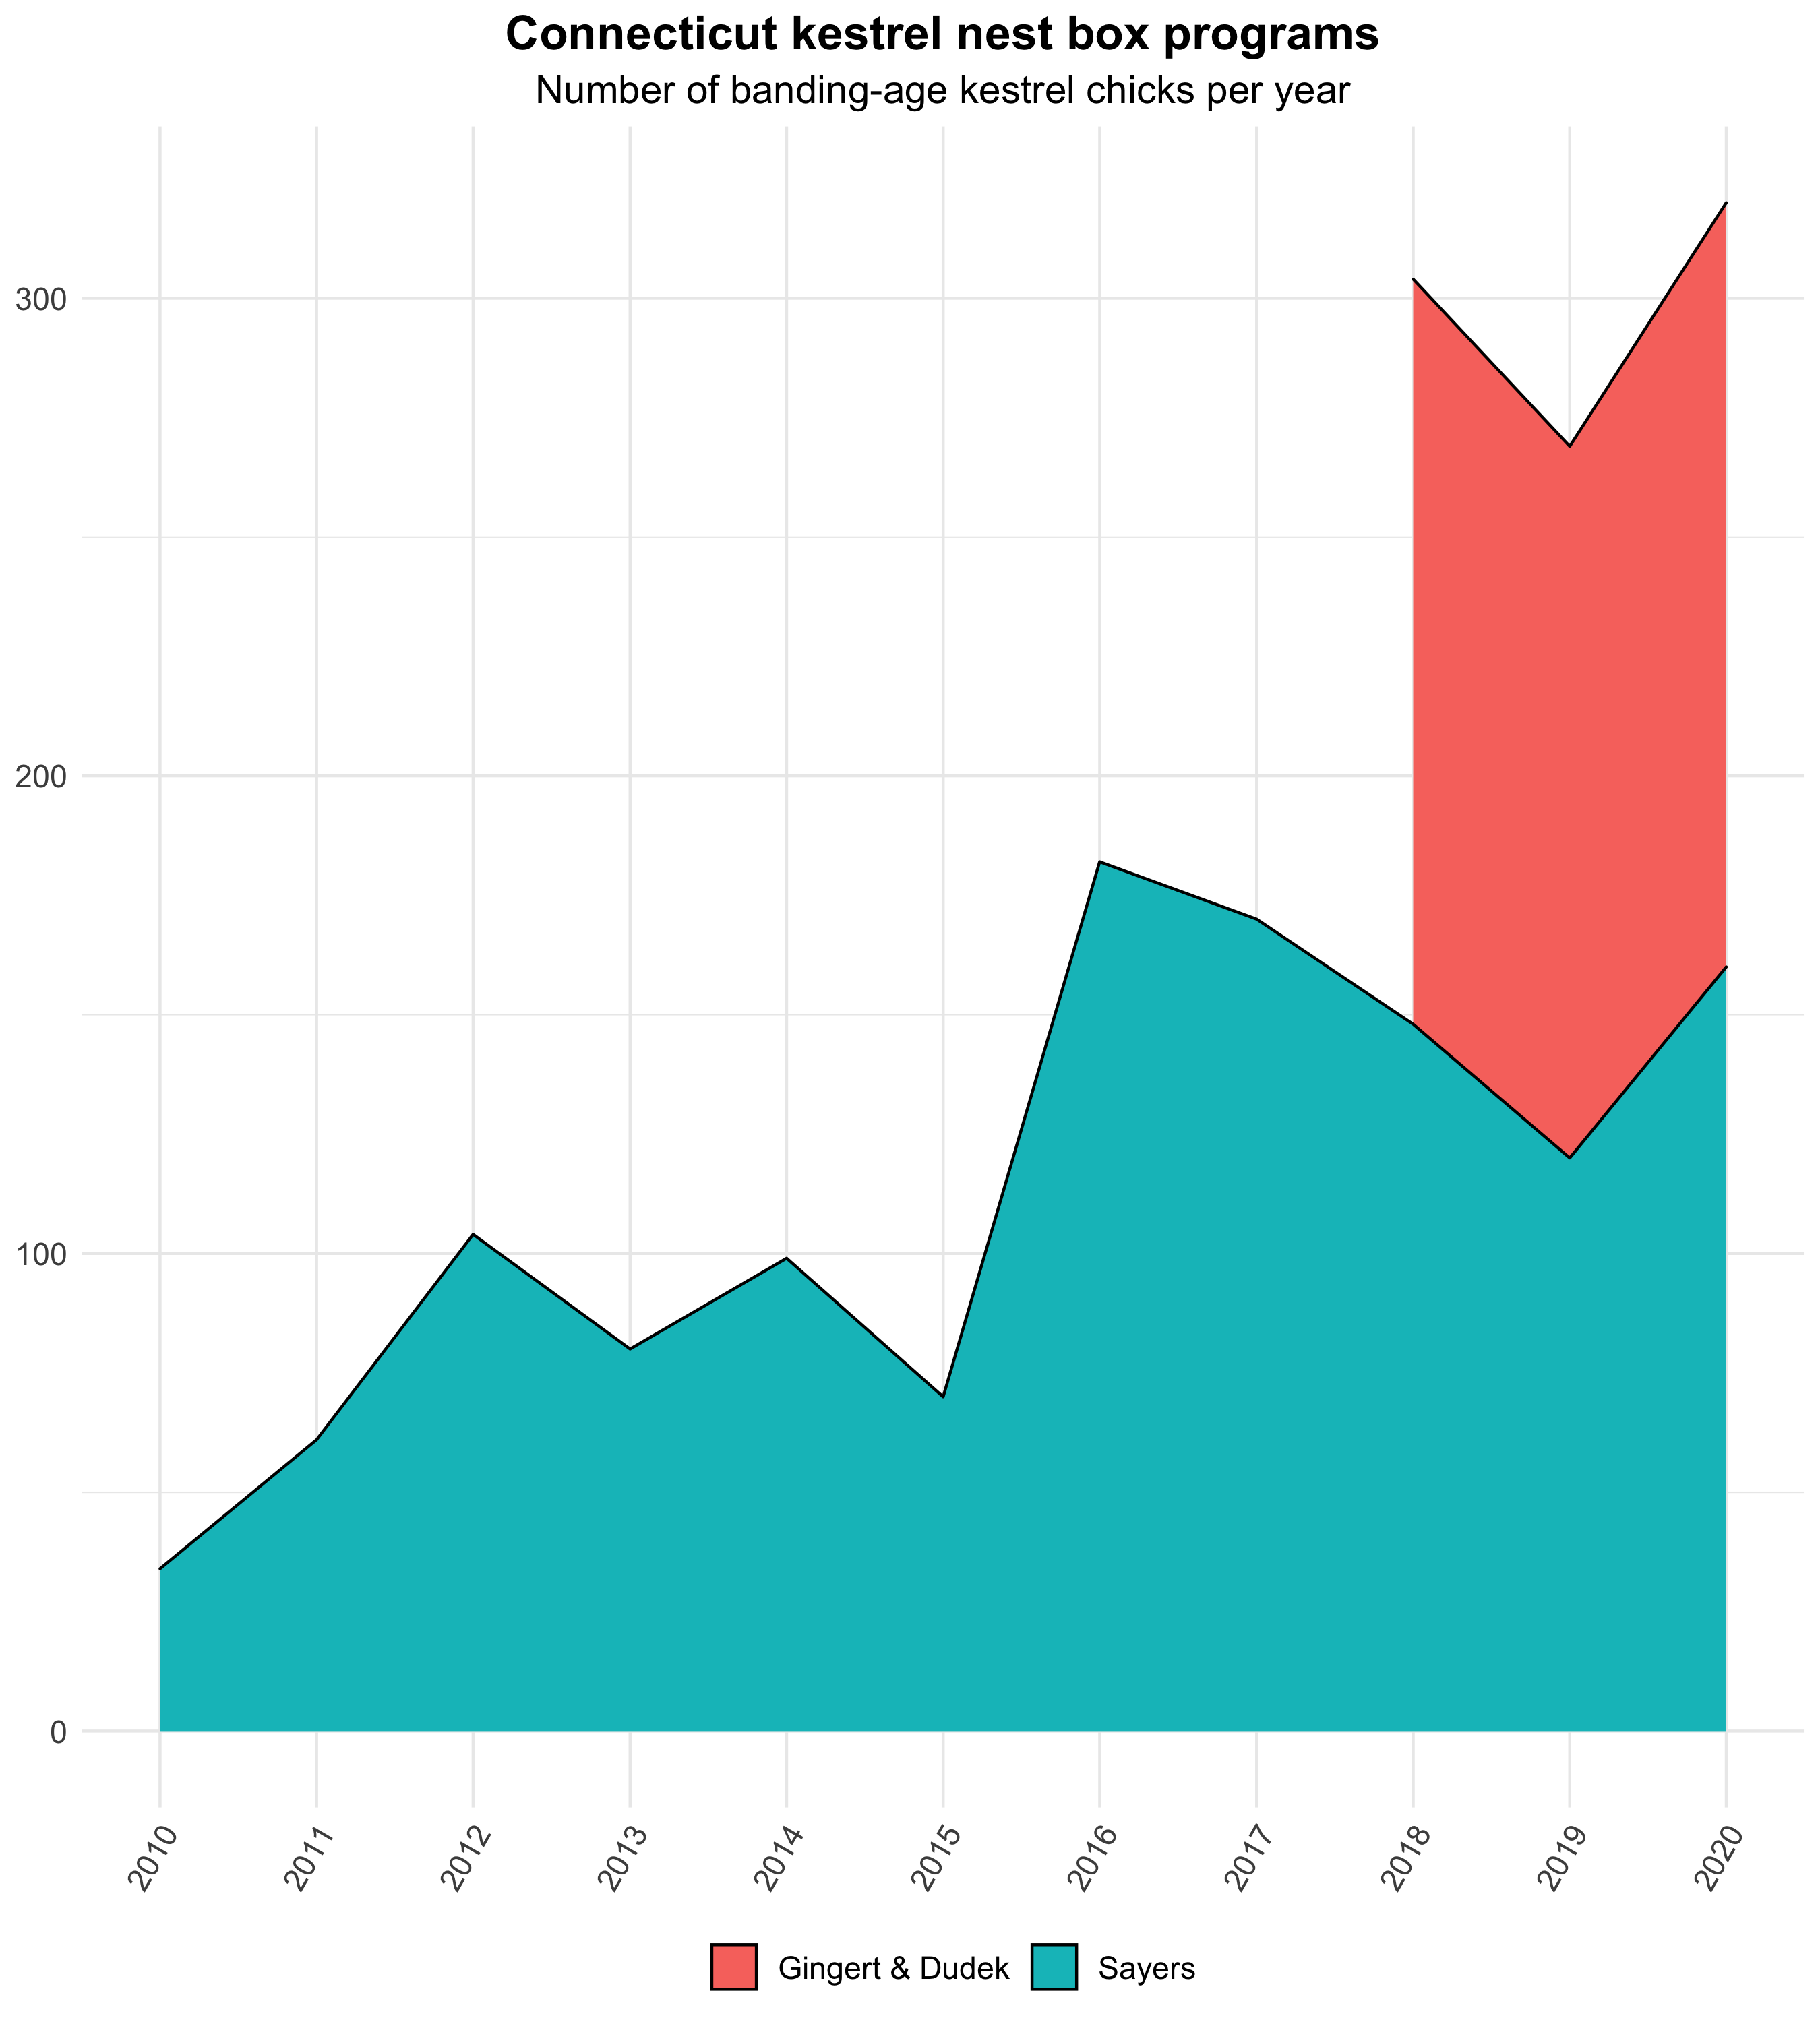 Connecticut kestrel nest box programs
Number of banding-age kestrel chicks per year
300
200
100
0
2010 2011 2012 2013 2014 2015 2016 2017 2018 2019 2020
Gingert & Dudek Sayers